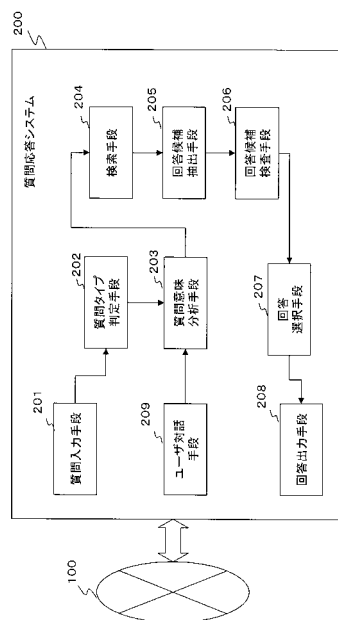 200
質問応答システム
204
検索手段
205
回答候補
抽出手段
206
回答候補
検査手段
202
質問タイプ
判定手段
203
質問意味
分析手段
207
回答
選択手段
201
質問入力手段
209
ユーザ対話
手段
208
回答出力手段
100